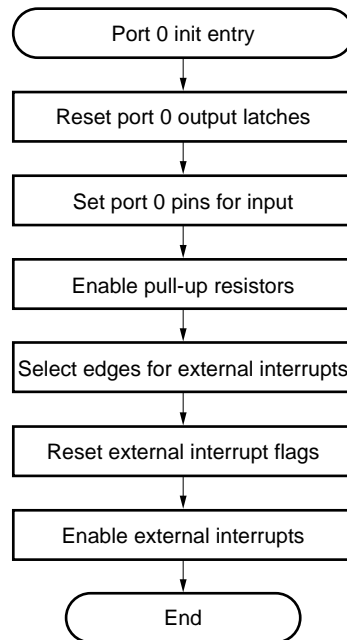 Port 0 init entry
Reset port 0 output latches
Set port 0 pins for input
Enable pull-up resistors
Select edges for external interrupts
Reset external interrupt flags
Enable external interrupts
End